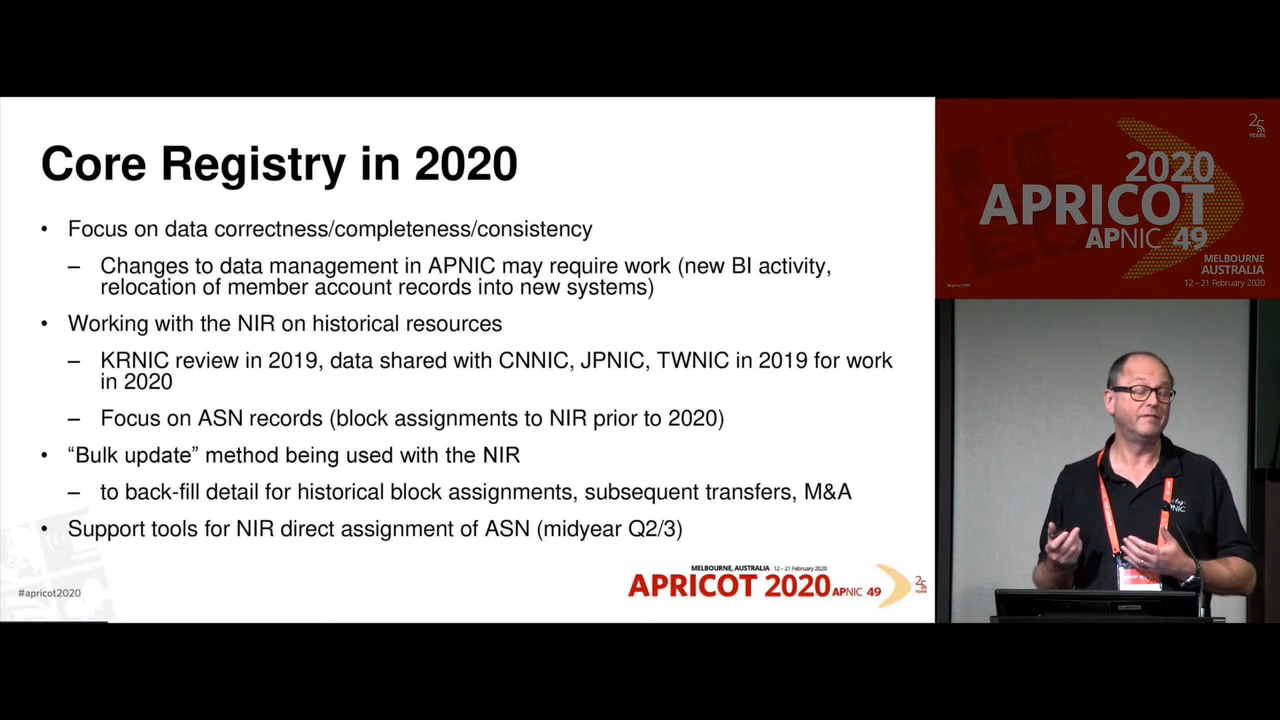 Core Registry in 2020
• Focus on data correctness/completeness/consistency
– Changes to data management in APNIC may require work (new BI activity,
relocation of member account records into new systems)
• Working with the NIR on historical resources
– KRNIC review in 2019, data shared with CNNIC, JPNIC, TWNIC in 2019 for work
in 2020
– Focus on ASN records (block assignments to NIR prior to 2020)
• “Bulk update” method being used with the NIR
– to back-fill detail for historical block assignments, subsequent transfers, M&A
• Support tools for NIR direct assignment of ASN (midyear Q2/3)
#apricot2020
MELBOURNE, AUSTRALIA 12 – 21 February 2020
APRICOT 2020 APNIC 49
25
YEARS
25
YEARS
2020
APRICOT
APNIC 49
MELBOURNE
AUSTRALIA
12 – 21 February 2020
#apricot2020